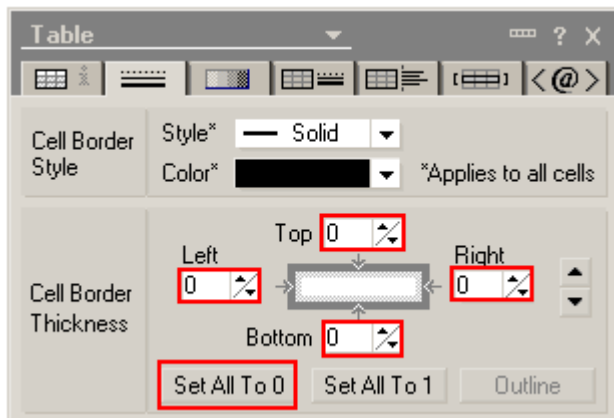 Table ? X
i <@>
Cell Border Style
Style* Solid
Color* *Applies to all cells
Cell Border Thickness
Top 0
Left 0
Right 0
Bottom 0
Set All To 0 Set All To 1 Outline